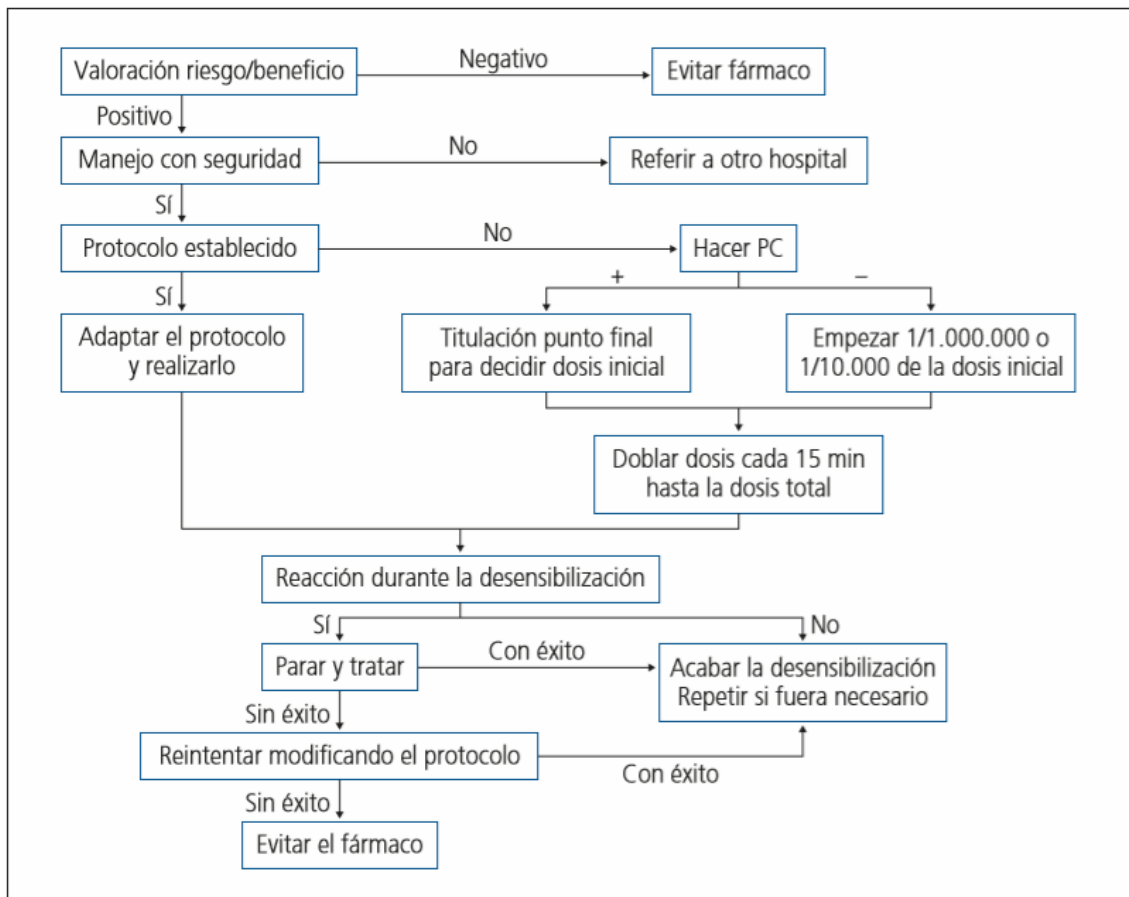 Valoración riesgo/beneficio
Negativo
Evitar fármaco
Positivo
Manejo con seguridad
No
Referir a otro hospital
Sí
Protocolo establecido
No
Hacer PC
Sí
+
–
Adaptar el protocolo
y realizarlo
Titulación punto final
para decidir dosis inicial
Empezar 1/1.000.000 o
1/10.000 de la dosis inicial
Doblar dosis cada 15 min
hasta la dosis total
Reacción durante la desensibilización
Sí
No
Parar y tratar
Con éxito
Acabar la desensibilización
Repetir si fuera necesario
Sin éxito
Reintentar modificando el protocolo
Con éxito
Sin éxito
Evitar el fármaco